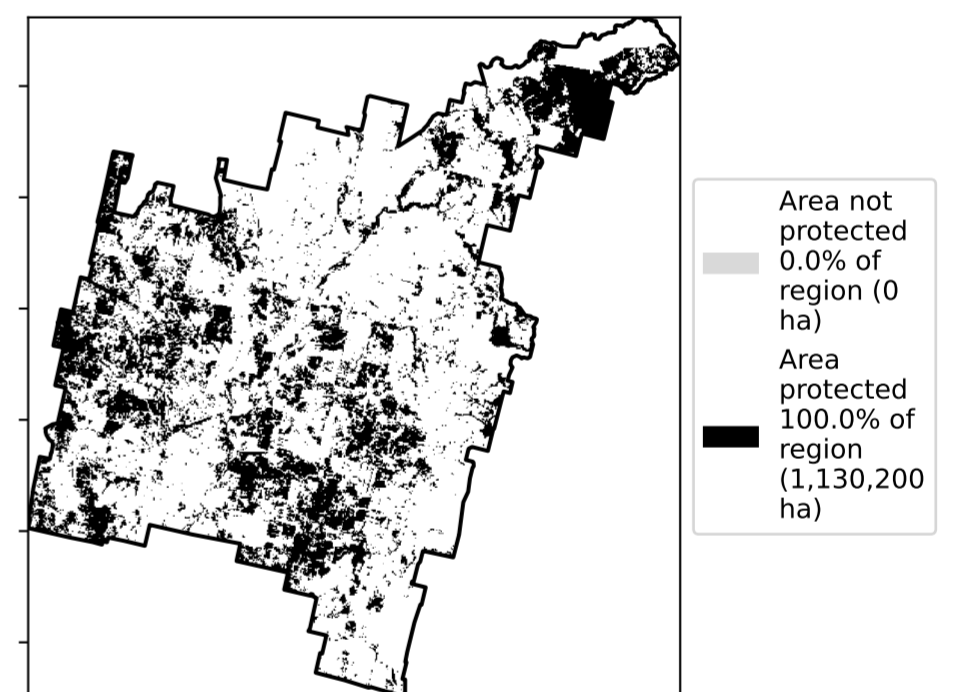 Area not
protected
0.0% of
region (0
ha)
Area
protected
100.0% of
region
(1,130,200
ha)